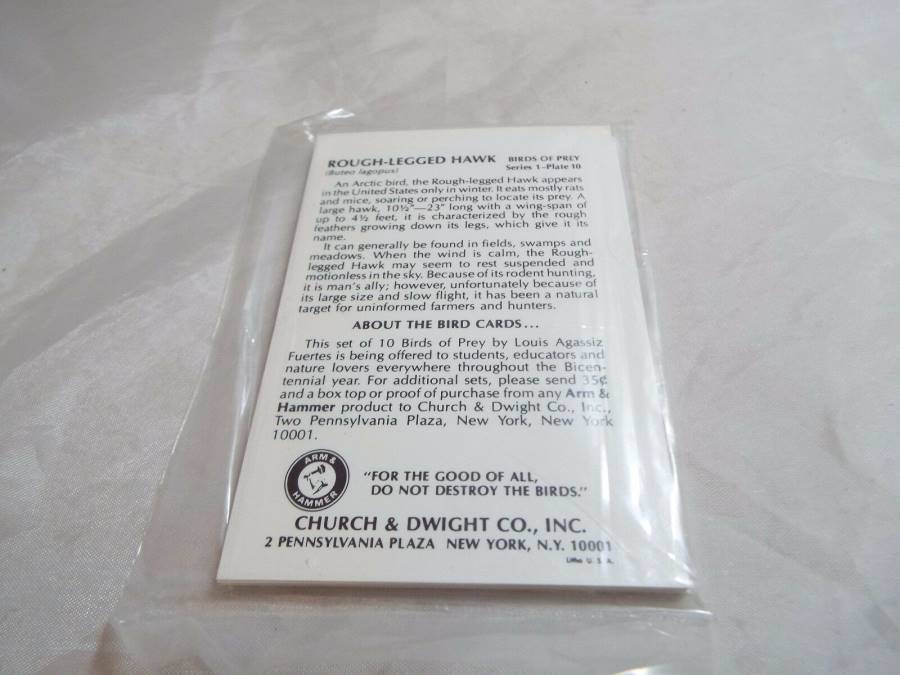 ROUGH-LEGGED HAWK BIRDS OF PREY
(Buteo lagopus) Series 1-Plate 10
An Arctic bird, the Rough-legged Hawk appears
in the United States only in winter. It eats mostly rats
and mice, soaring or perching to locate its prey. A
large hawk, 10½"—23" long with a wing-span of
up to 4½ feet, it is characterized by the rough
feathers growing down its legs, which give it its
name.
It can generally be found in fields, swamps and
meadows. When the wind is calm, the Rough-
legged Hawk may seem to rest suspended and
motionless in the sky. Because of its rodent hunting,
it is man's ally; however, unfortunately because of
its large size and slow flight, it has been a natural
target for uninformed farmers and hunters.
ABOUT THE BIRD CARDS...
This set of 10 Birds of Prey by Louis Agassiz
Fuertes is being offered to students, educators and
nature lovers everywhere throughout the Bicen-
tennial year. For additional sets, please send 35¢
and a box top or proof of purchase from any Arm &
Hammer product to Church & Dwight Co., Inc.,
Two Pennsylvania Plaza, New York, New York
10001.
ARM &
HAMMER
"FOR THE GOOD OF ALL,
DO NOT DESTROY THE BIRDS."
CHURCH & DWIGHT CO., INC.
2 PENNSYLVANIA PLAZA NEW YORK, N.Y. 10001
Litho U.S.A.